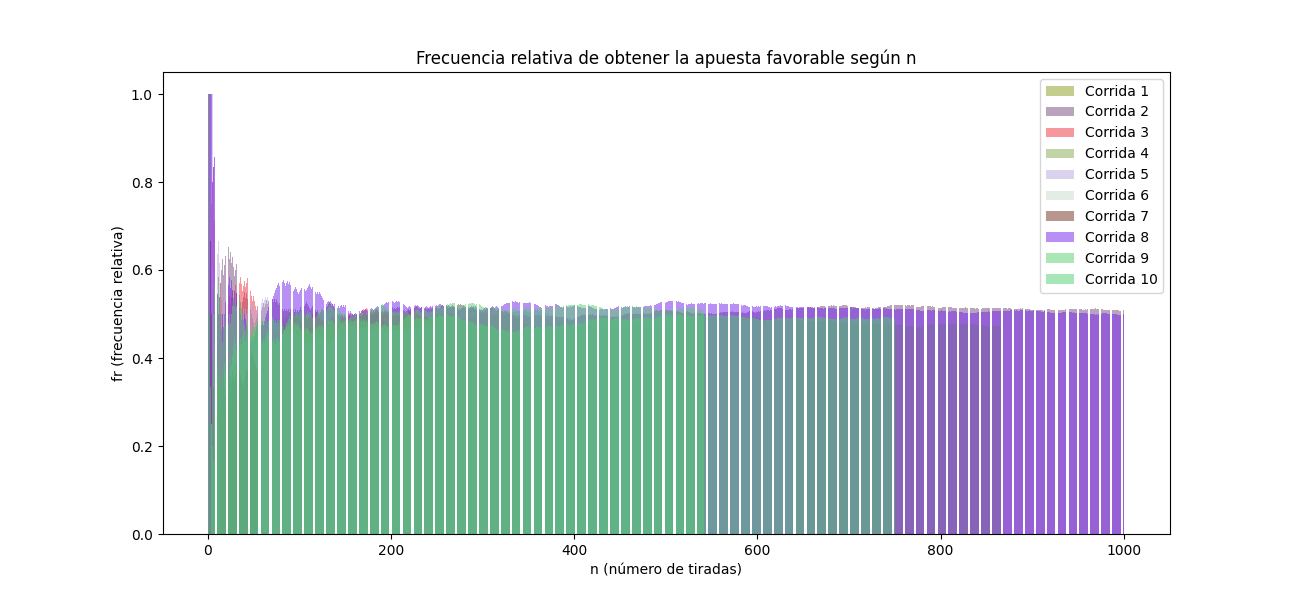 Frecuencia relativa de obtener la apuesta favorable según n
fr (frecuencia relativa)
1.0
0.8
0.6
0.4
0.2
0.0
0
200
400
600
800
1000
n (número de tiradas)
Corrida 1
Corrida 2
Corrida 3
Corrida 4
Corrida 5
Corrida 6
Corrida 7
Corrida 8
Corrida 9
Corrida 10